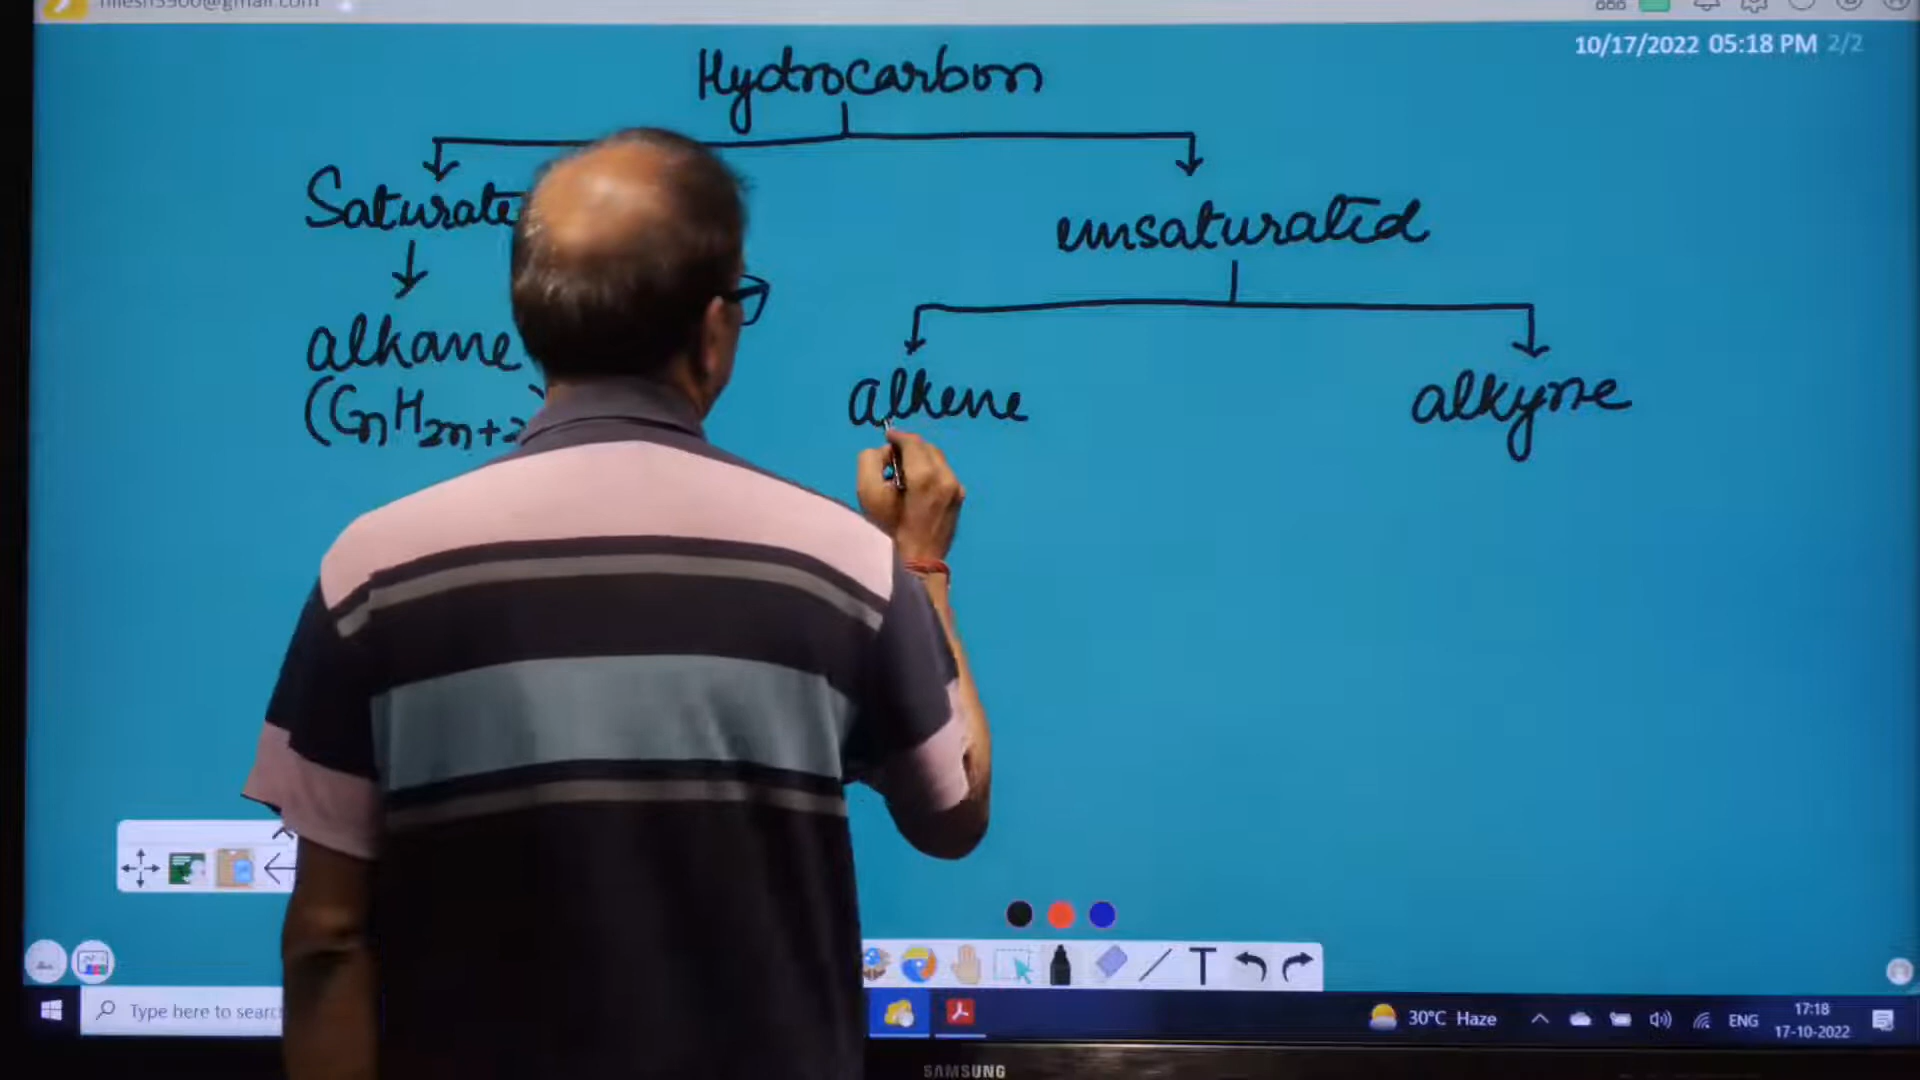 10/17/2022 05:18 PM 2/2
Hydrocarbon
Saturate
unsaturated
alkane
(CnH2n+2)
alkene
alkyne
Type here to search
30°C Haze
ENG
17:18
17-10-2022
SAMSUNG